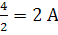 4/2 = 2 A